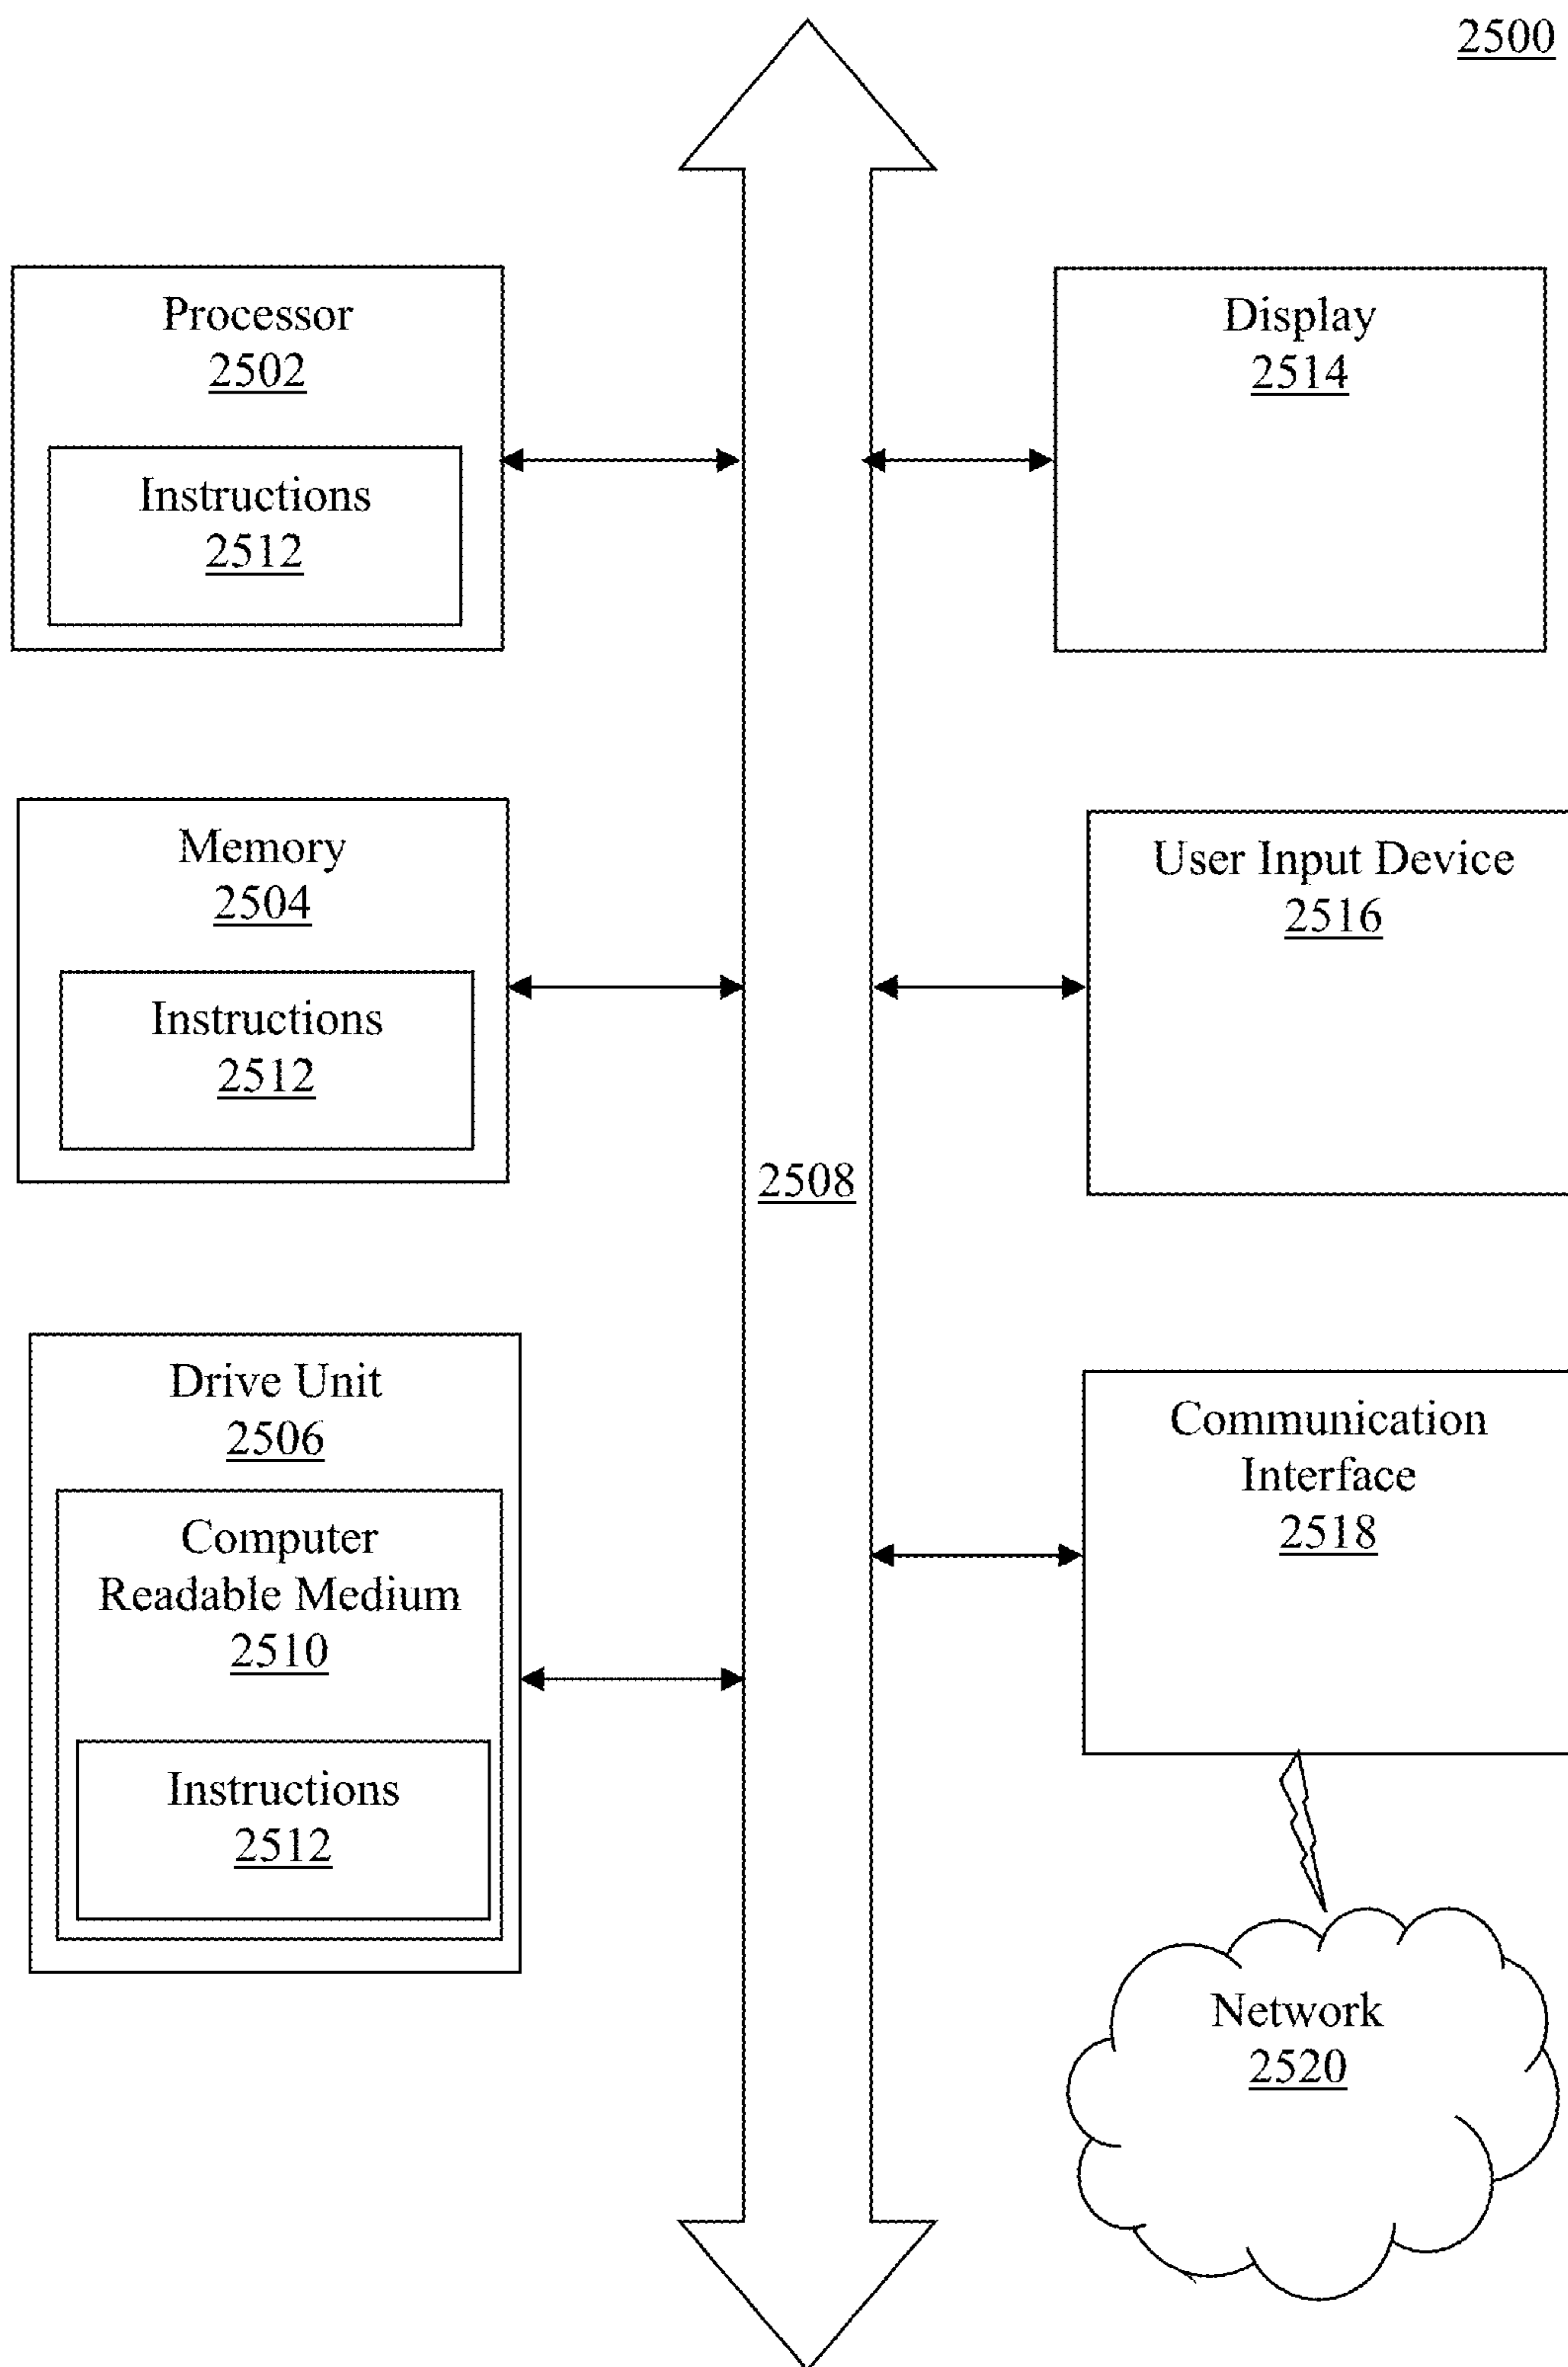 2500
Processor
2502
Instructions
2512
Display
2514
Memory
2504
Instructions
2512
User Input Device
2516
2508
Drive Unit
2506
Computer
Readable Medium
2510
Instructions
2512
Communication
Interface
2518
Network
2520